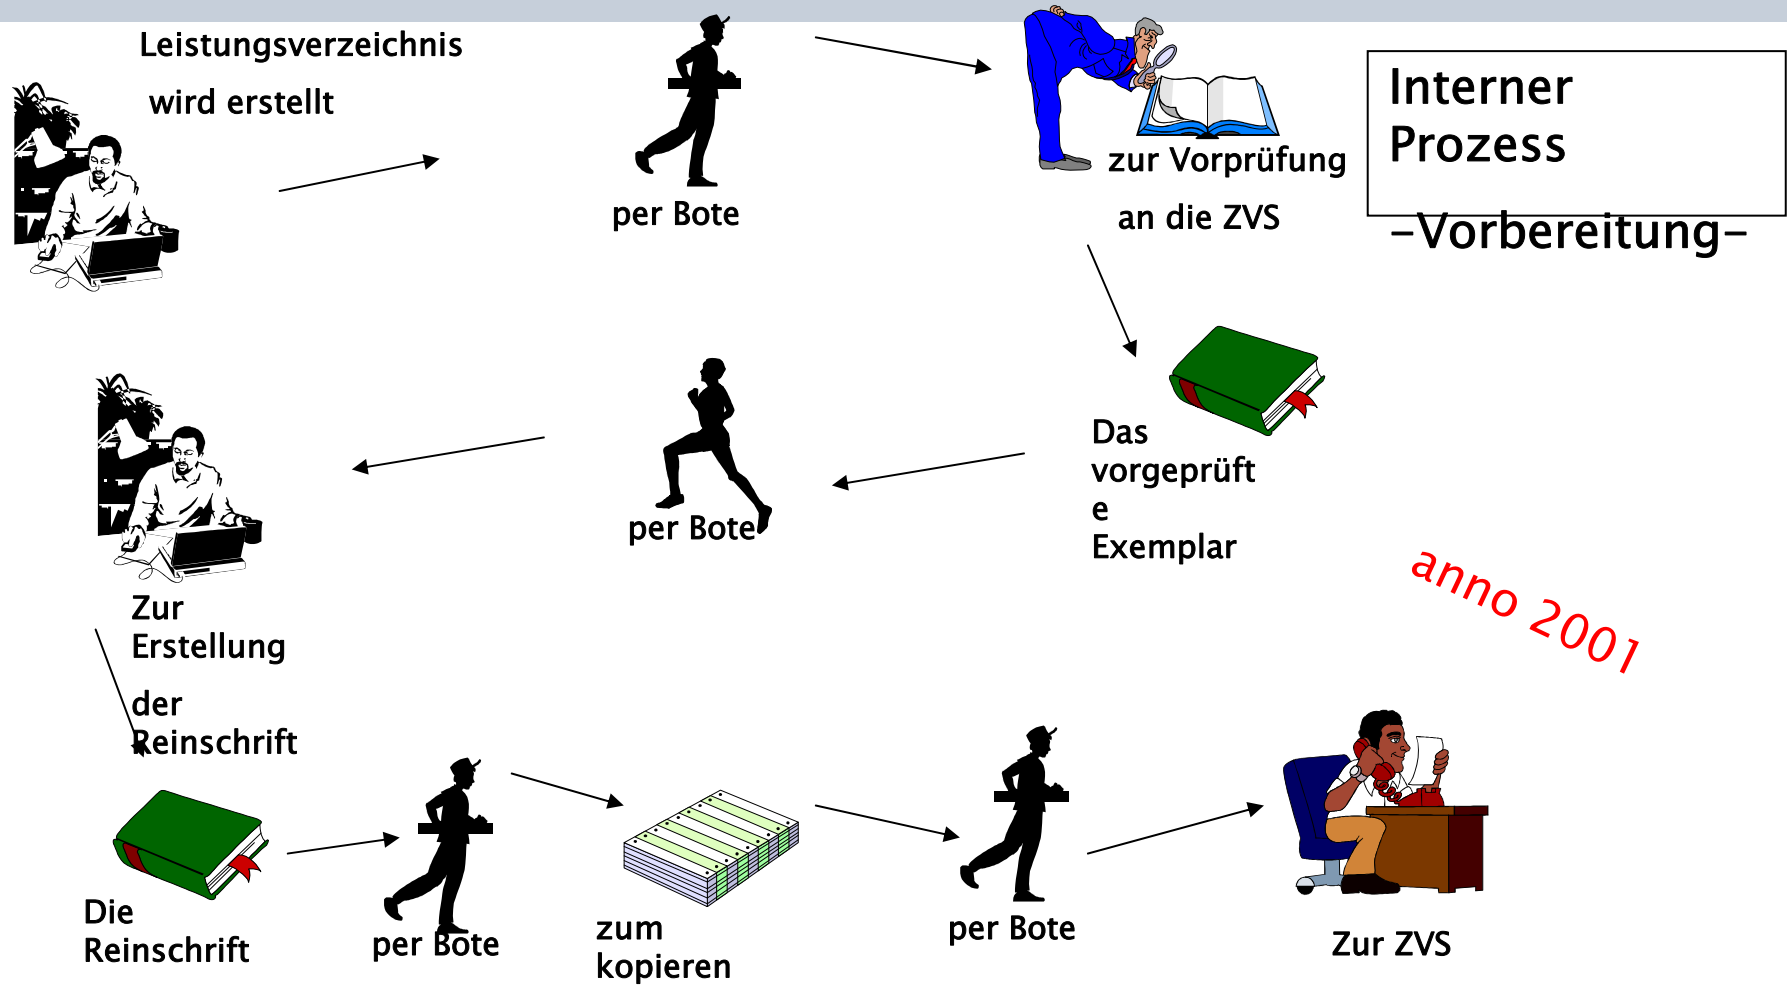 Leistungsverzeichnis
wird erstellt
per Bote
zur Vorprüfung
an die ZVS
Interner
Prozess
-Vorbereitung-
Das
vorgeprüft
e
Exemplar
per Bote
Zur
Erstellung
der
Reinschrift
anno 2001
Die
Reinschrift
per Bote
zum
kopieren
per Bote
Zur ZVS